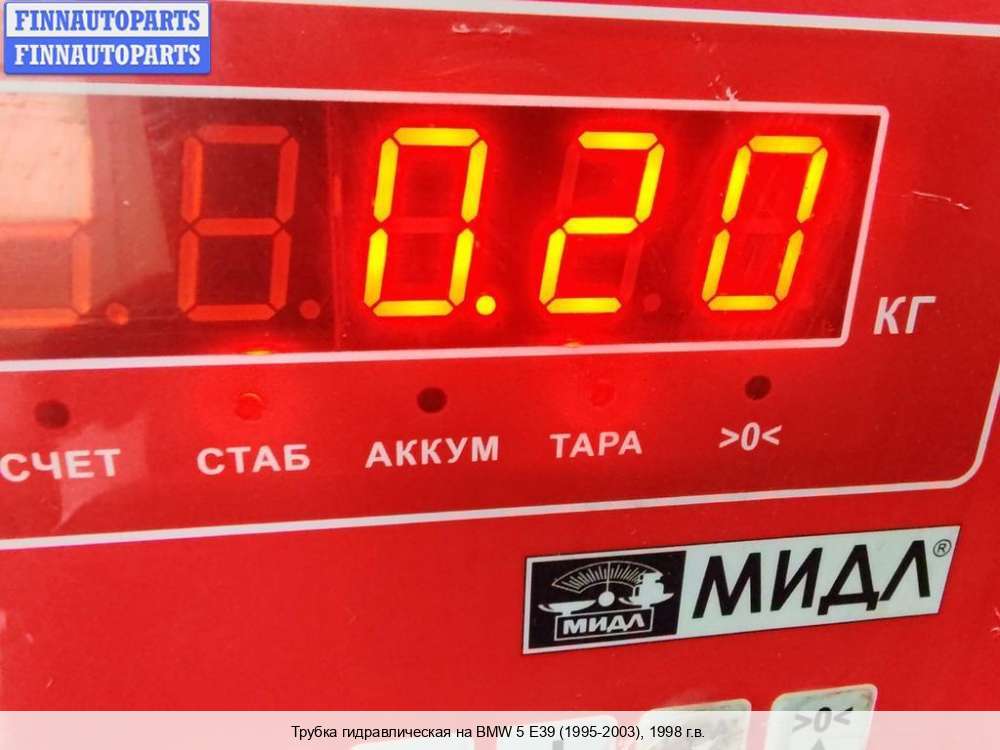 FINNAUTOPARTS
FINNAUTOPARTS
0.20
КГ
СЧЕТ СТАБ АККУМ ТАРА >0<
МИДЛ МИДЛ®
>0<
Трубка гидравлическая на BMW 5 E39 (1995-2003), 1998 г.в.